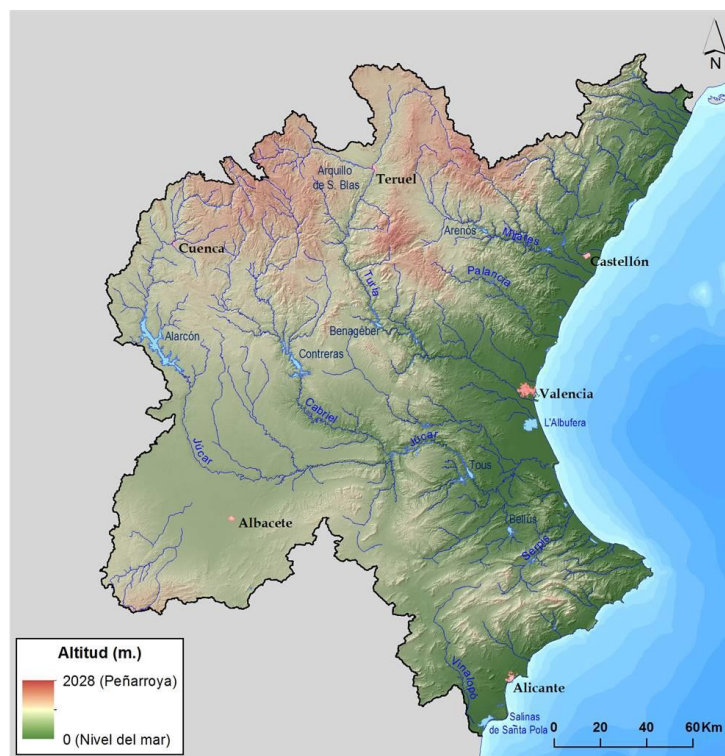 N
Arquillo
de S. Blas
Teruel
Arenós
Mijares
Cuenca
Castellón
Palancia
Turia
Alarcón
Benagéber
Contreras
Valencia
Cabriel
L'Albufera
Júcar
Júcar
Tous
Albacete
Bellús
Serpis
Altitud (m.)
2028 (Peñarroya)
0 (Nivel del mar)
Vinalopó
Alicante
Salinas
de Santa Pola
0 20 40 60 Km